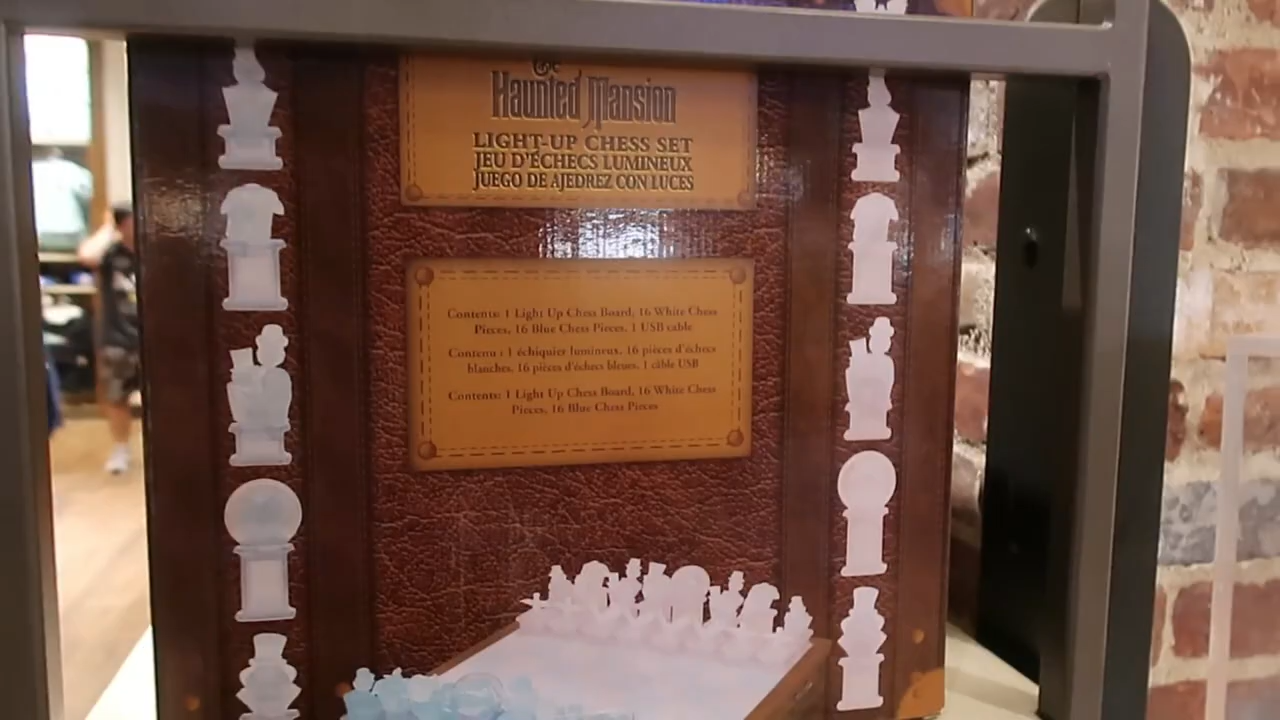 The
Haunted Mansion
LIGHT-UP CHESS SET
JEU D'ÉCHECS LUMINEUX
JUEGO DE AJEDREZ CON LUCES
Contents: 1 Light Up Chess Board, 16 White Chess
Pieces, 16 Blue Chess Pieces, 1 USB cable
Contenu : 1 échiquier lumineux, 16 pièces d'échecs
blanches, 16 pièces d'échecs bleues, 1 câble USB
Contents: 1 Light Up Chess Board, 16 White Chess
Pieces, 16 Blue Chess Pieces